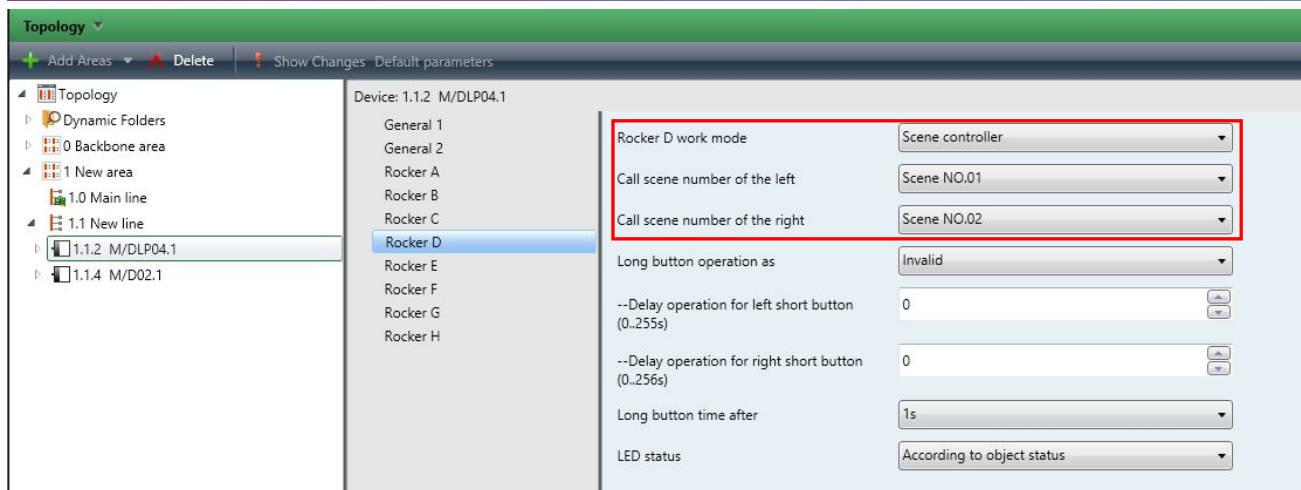 Topology
Add Areas Delete Show Changes Default parameters
Topology
Dynamic Folders
0 Backbone area
1 New area
1.0 Main line
1.1 New line
1.1.2 M/DLP04.1
1.1.4 M/D02.1
Device: 1.1.2 M/DLP04.1
General 1
General 2
Rocker A
Rocker B
Rocker C
Rocker D
Rocker E
Rocker F
Rocker G
Rocker H
Rocker D work mode Scene controller
Call scene number of the left Scene NO.01
Call scene number of the right Scene NO.02
Long button operation as Invalid
--Delay operation for left short button 0
(0..255s)
--Delay operation for right short button 0
(0..256s)
Long button time after 1s
LED status According to object status